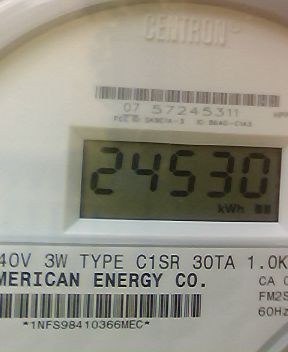 CENTRON®
07 57245311
24530
kWh
40V 3W TYPE C1SR 30TA 1.0K
MERICAN ENERGY CO.
CA 0
FM2S
60Hz
*1NFS98410366MEC*